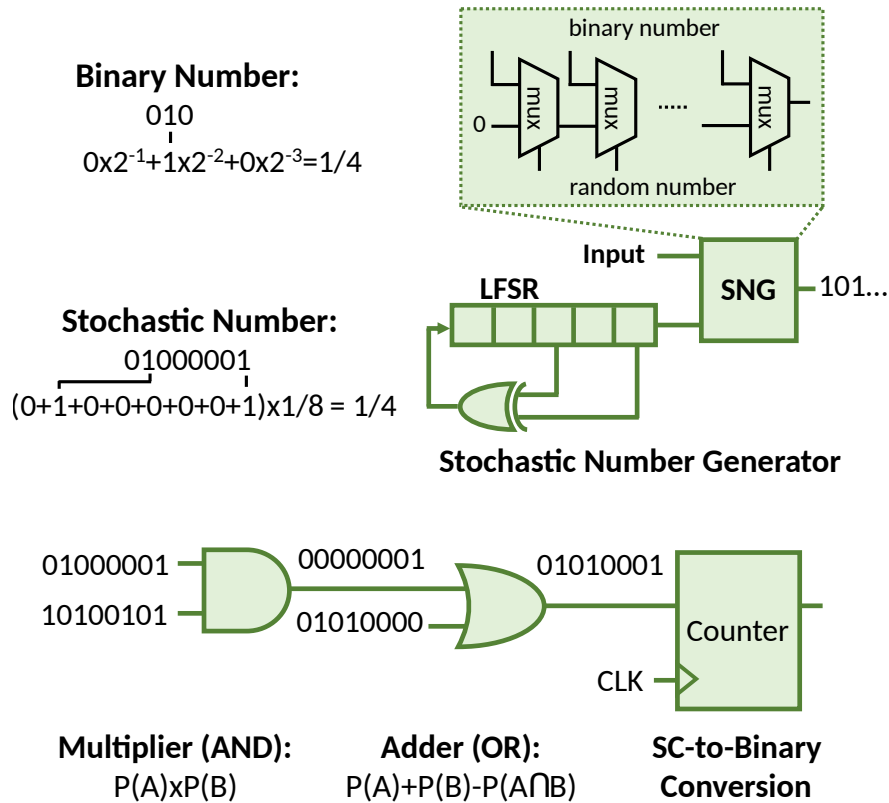 Binary Number:
010
0x2⁻¹+1x2⁻²+0x2⁻³=1/4
binary number
mux
mux
.....
mux
0
random number
Input
SNG
101...
LFSR
Stochastic Number:
01000001
(0+1+0+0+0+0+0+1)x1/8 = 1/4
Stochastic Number Generator
01000001
10100101
00000001
01010000
01010001
Counter
CLK
Multiplier (AND):
P(A)xP(B)
Adder (OR):
P(A)+P(B)-P(A⋂B)
SC-to-Binary
Conversion